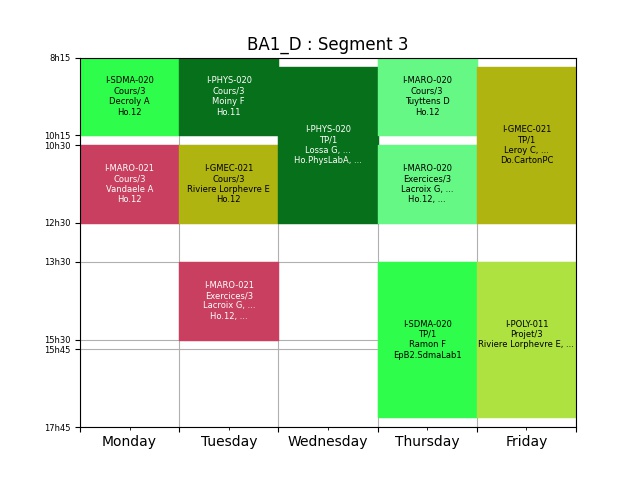 BA1_D : Segment 3
8h15
10h15
10h30
12h30
13h30
15h30
15h45
17h45
I-SDMA-020
Cours/3
Decroly A
Ho.12
I-MARO-021
Cours/3
Vandaele A
Ho.12
I-PHYS-020
Cours/3
Moiny F
Ho.11
I-GMEC-021
Cours/3
Riviere Lorphevre E
Ho.12
I-MARO-021
Exercices/3
Lacroix G, ...
Ho.12, ...
I-PHYS-020
TP/1
Lossa G, ...
Ho.PhysLabA, ...
I-MARO-020
Cours/3
Tuyttens D
Ho.12
I-MARO-020
Exercices/3
Lacroix G, ...
Ho.12, ...
I-SDMA-020
TP/1
Ramon F
EpB2.SdmaLab1
I-GMEC-021
TP/1
Leroy C, ...
Do.CartonPC
I-POLY-011
Projet/3
Riviere Lorphevre E, ...
Monday
Tuesday
Wednesday
Thursday
Friday